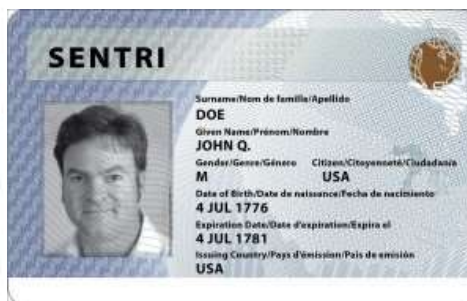 SENTRI
Surname/Nom de famille/Apellido
DOE
Given Name/Prénom/Nombre
JOHN Q.
Gender/Genre/Género Citizen/Citoyenneté/Ciudadania
M USA
Date of Birth/Date de naissance/Fecha de nacimiento
4 JUL 1776
Expiration Date/Date d'expiration/Expira el
4 JUL 1781
Issuing Country/Pays d'émission/Pais de emisión
USA